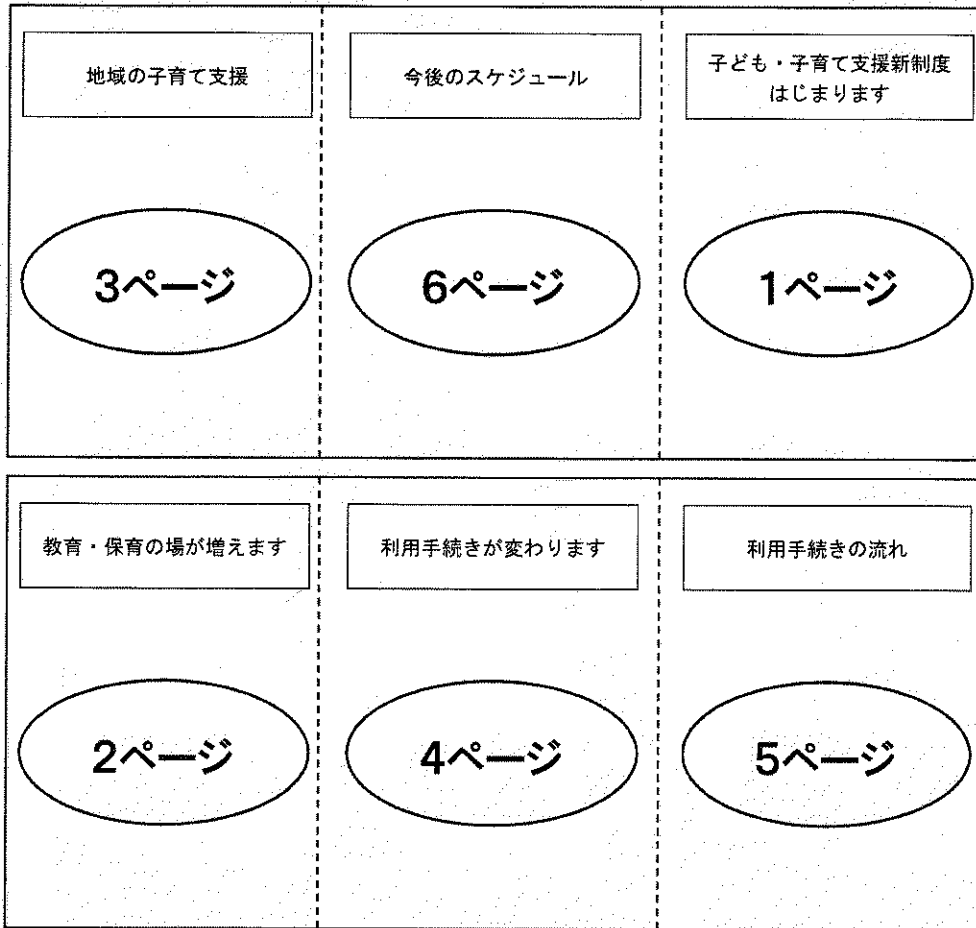 地域の子育て支援
今後のスケジュール
子ども・子育て支援新制度
はじまります
3ページ
6ページ
1ページ
教育・保育の場が増えます
利用手続きが変わります
利用手続きの流れ
2ページ
4ページ
5ページ